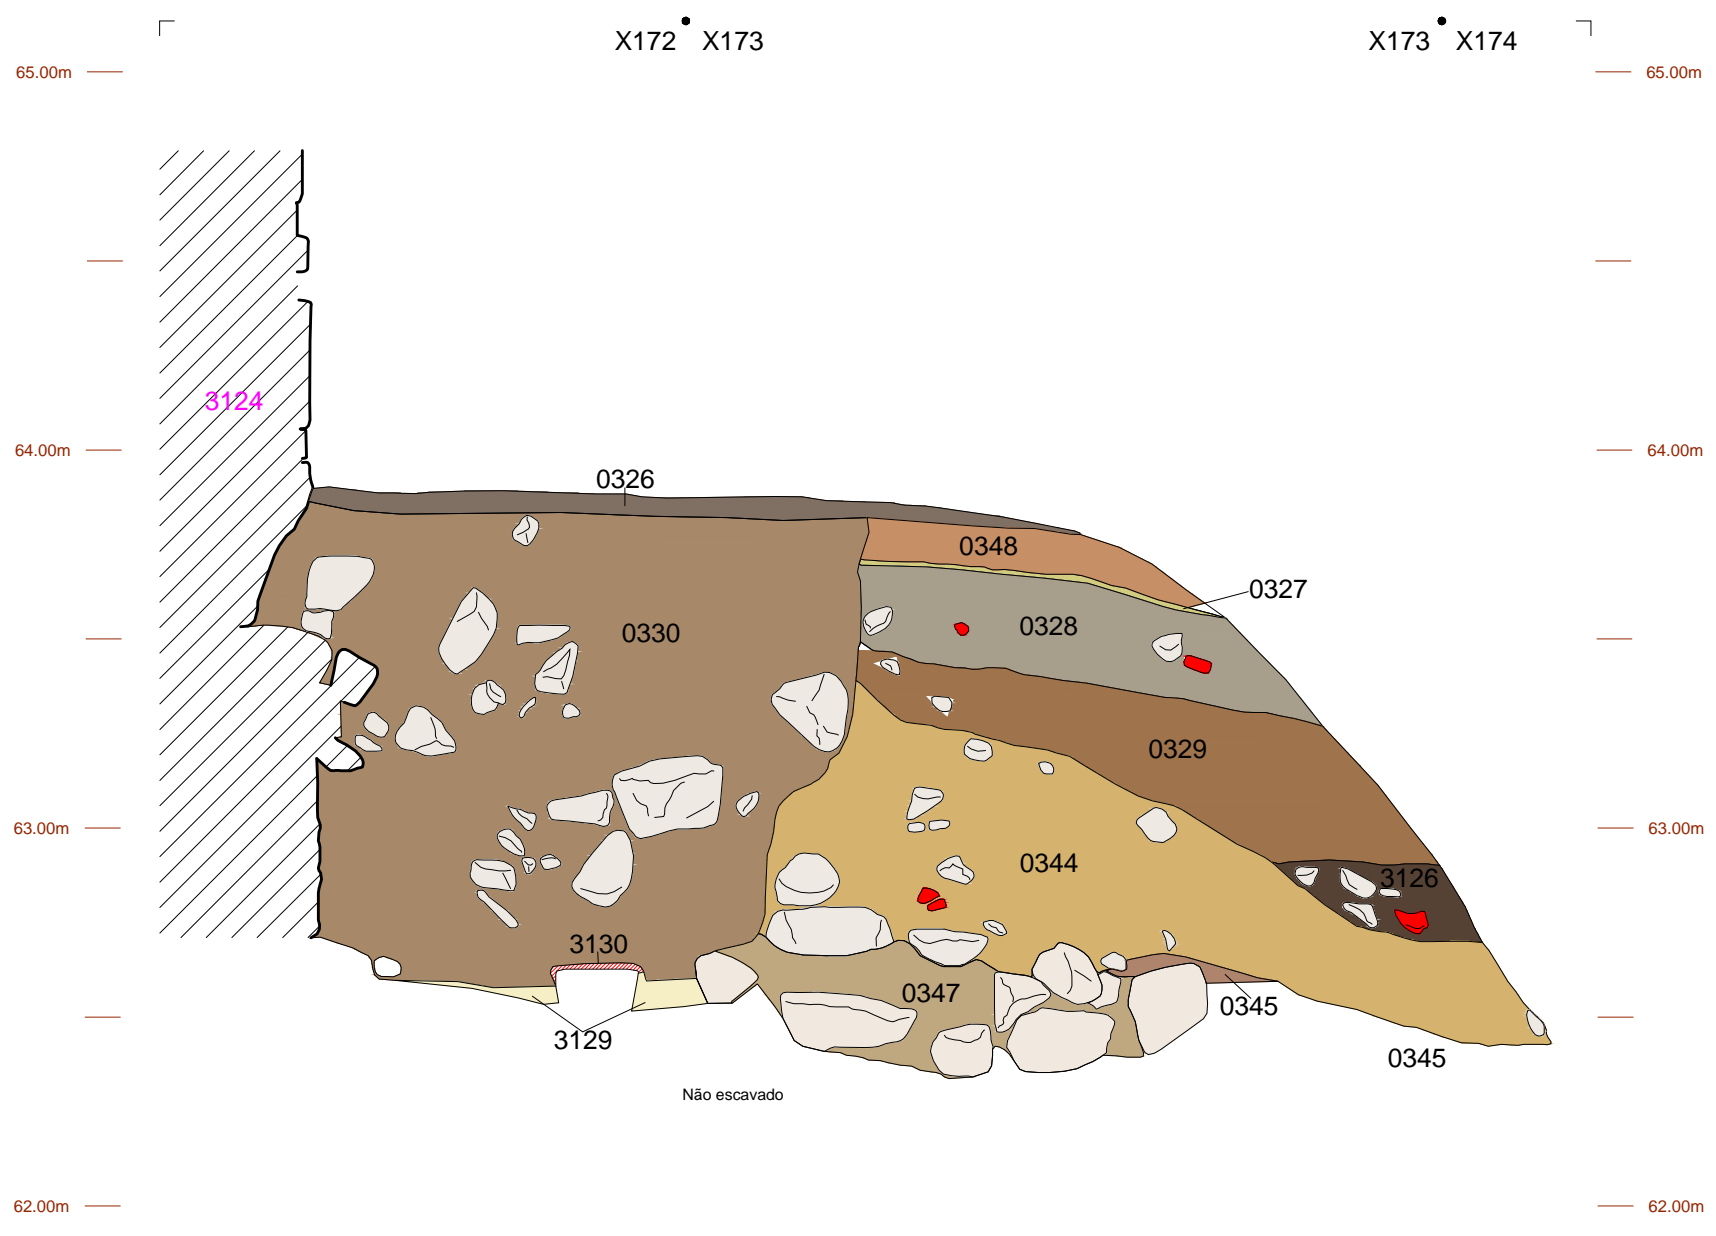 X172 X173
X173 X174
65.00m
65.00m
3124
64.00m
64.00m
0326
0348
0327
0328
0330
0329
63.00m
63.00m
0344
3126
3130
0347
0345
3129
0345
Não escavado
62.00m
62.00m